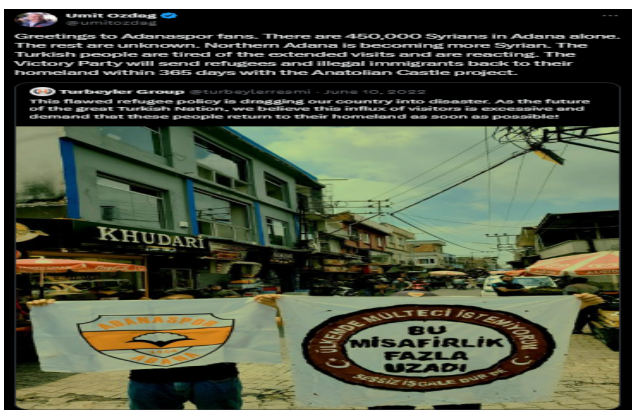 Umit Ozdag
@umitozdag
Greetings to Adanaspor fans. There are 450,000 Syrians in Adana alone.
The rest are unknown. Northern Adana is becoming more Syrian. The
Turkish people are tired of the extended visits and are reacting. The
Victory Party will send refugees and illegal immigrants back to their
homeland within 365 days with the Anatolian Castle project.
Turbeyler Group @turbeylerresmi · June 10, 2022
This flawed refugee policy is dragging our country into disaster. As the future
of the great Turkish Nation, we believe this influx of visitors is excessive and
demand that these people return to their homeland as soon as possible!
KHUDARİ
ADANASPOR
ADANA
ÜLKEMDE MÜLTECİ İSTEMİYORUM
BU
MİSAFİRLİK
FAZLA
UZADI
SESSİZ İŞGALE DUR DE